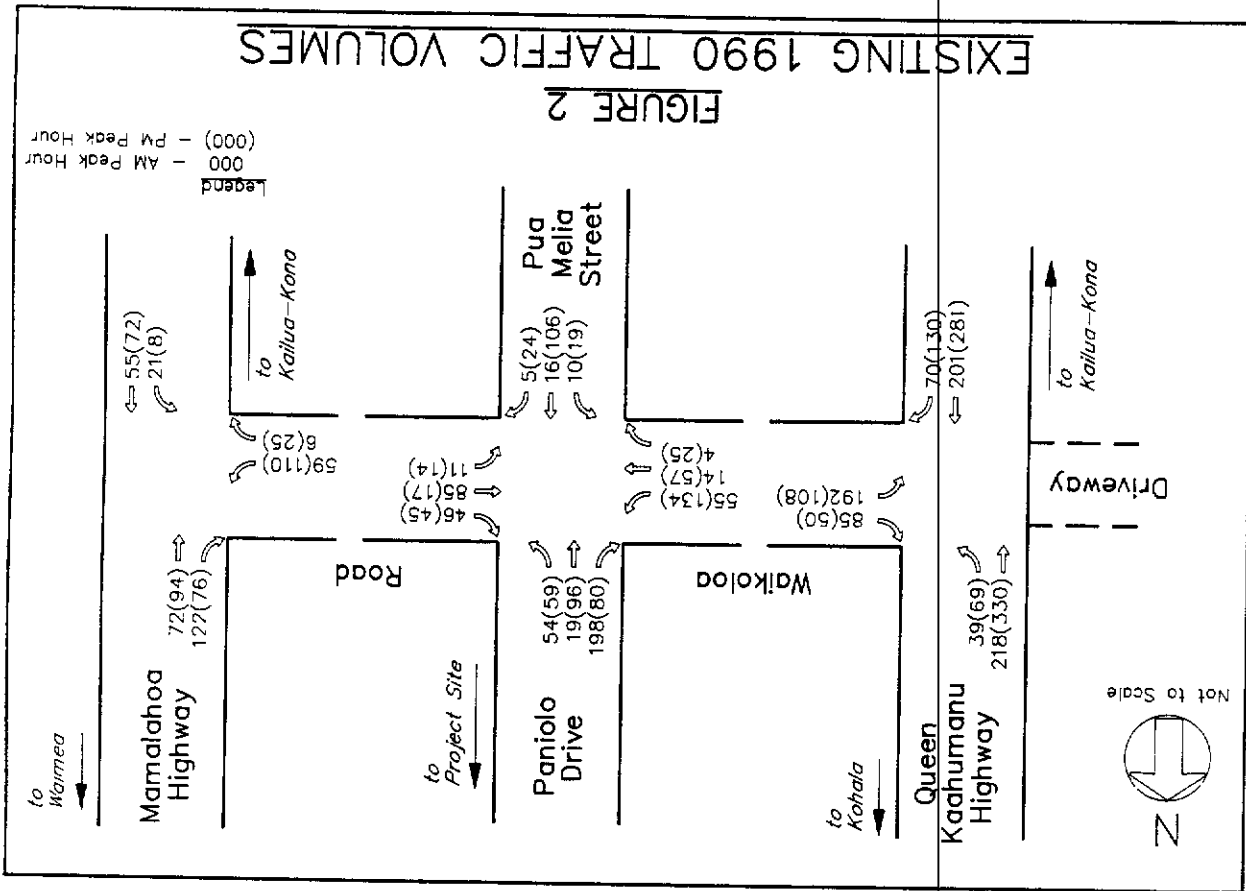 EXISTING 1990 TRAFFIC VOLUMES
FIGURE 2
Legend
000 - AM Peak Hour
(000) - PM Peak Hour
to
Waimea
Mamalahoa
Highway
72(94)
122(76)
55(72)
21(8)
to
Kailua-Kona
59(110)
6(25)
Road
to
Project Site
Paniolo
Drive
54(59)
19(96)
198(80)
46(45)
85(17)
11(14)
5(24)
16(106)
10(19)
Pua
Melia
Street
55(134)
14(57)
4(25)
Waikoloa
to
Kohala
Queen
Kaahumanu
Highway
85(50)
192(108)
39(69)
218(330)
70(130)
201(281)
to
Kailua-Kona
Driveway
Not to Scale
N